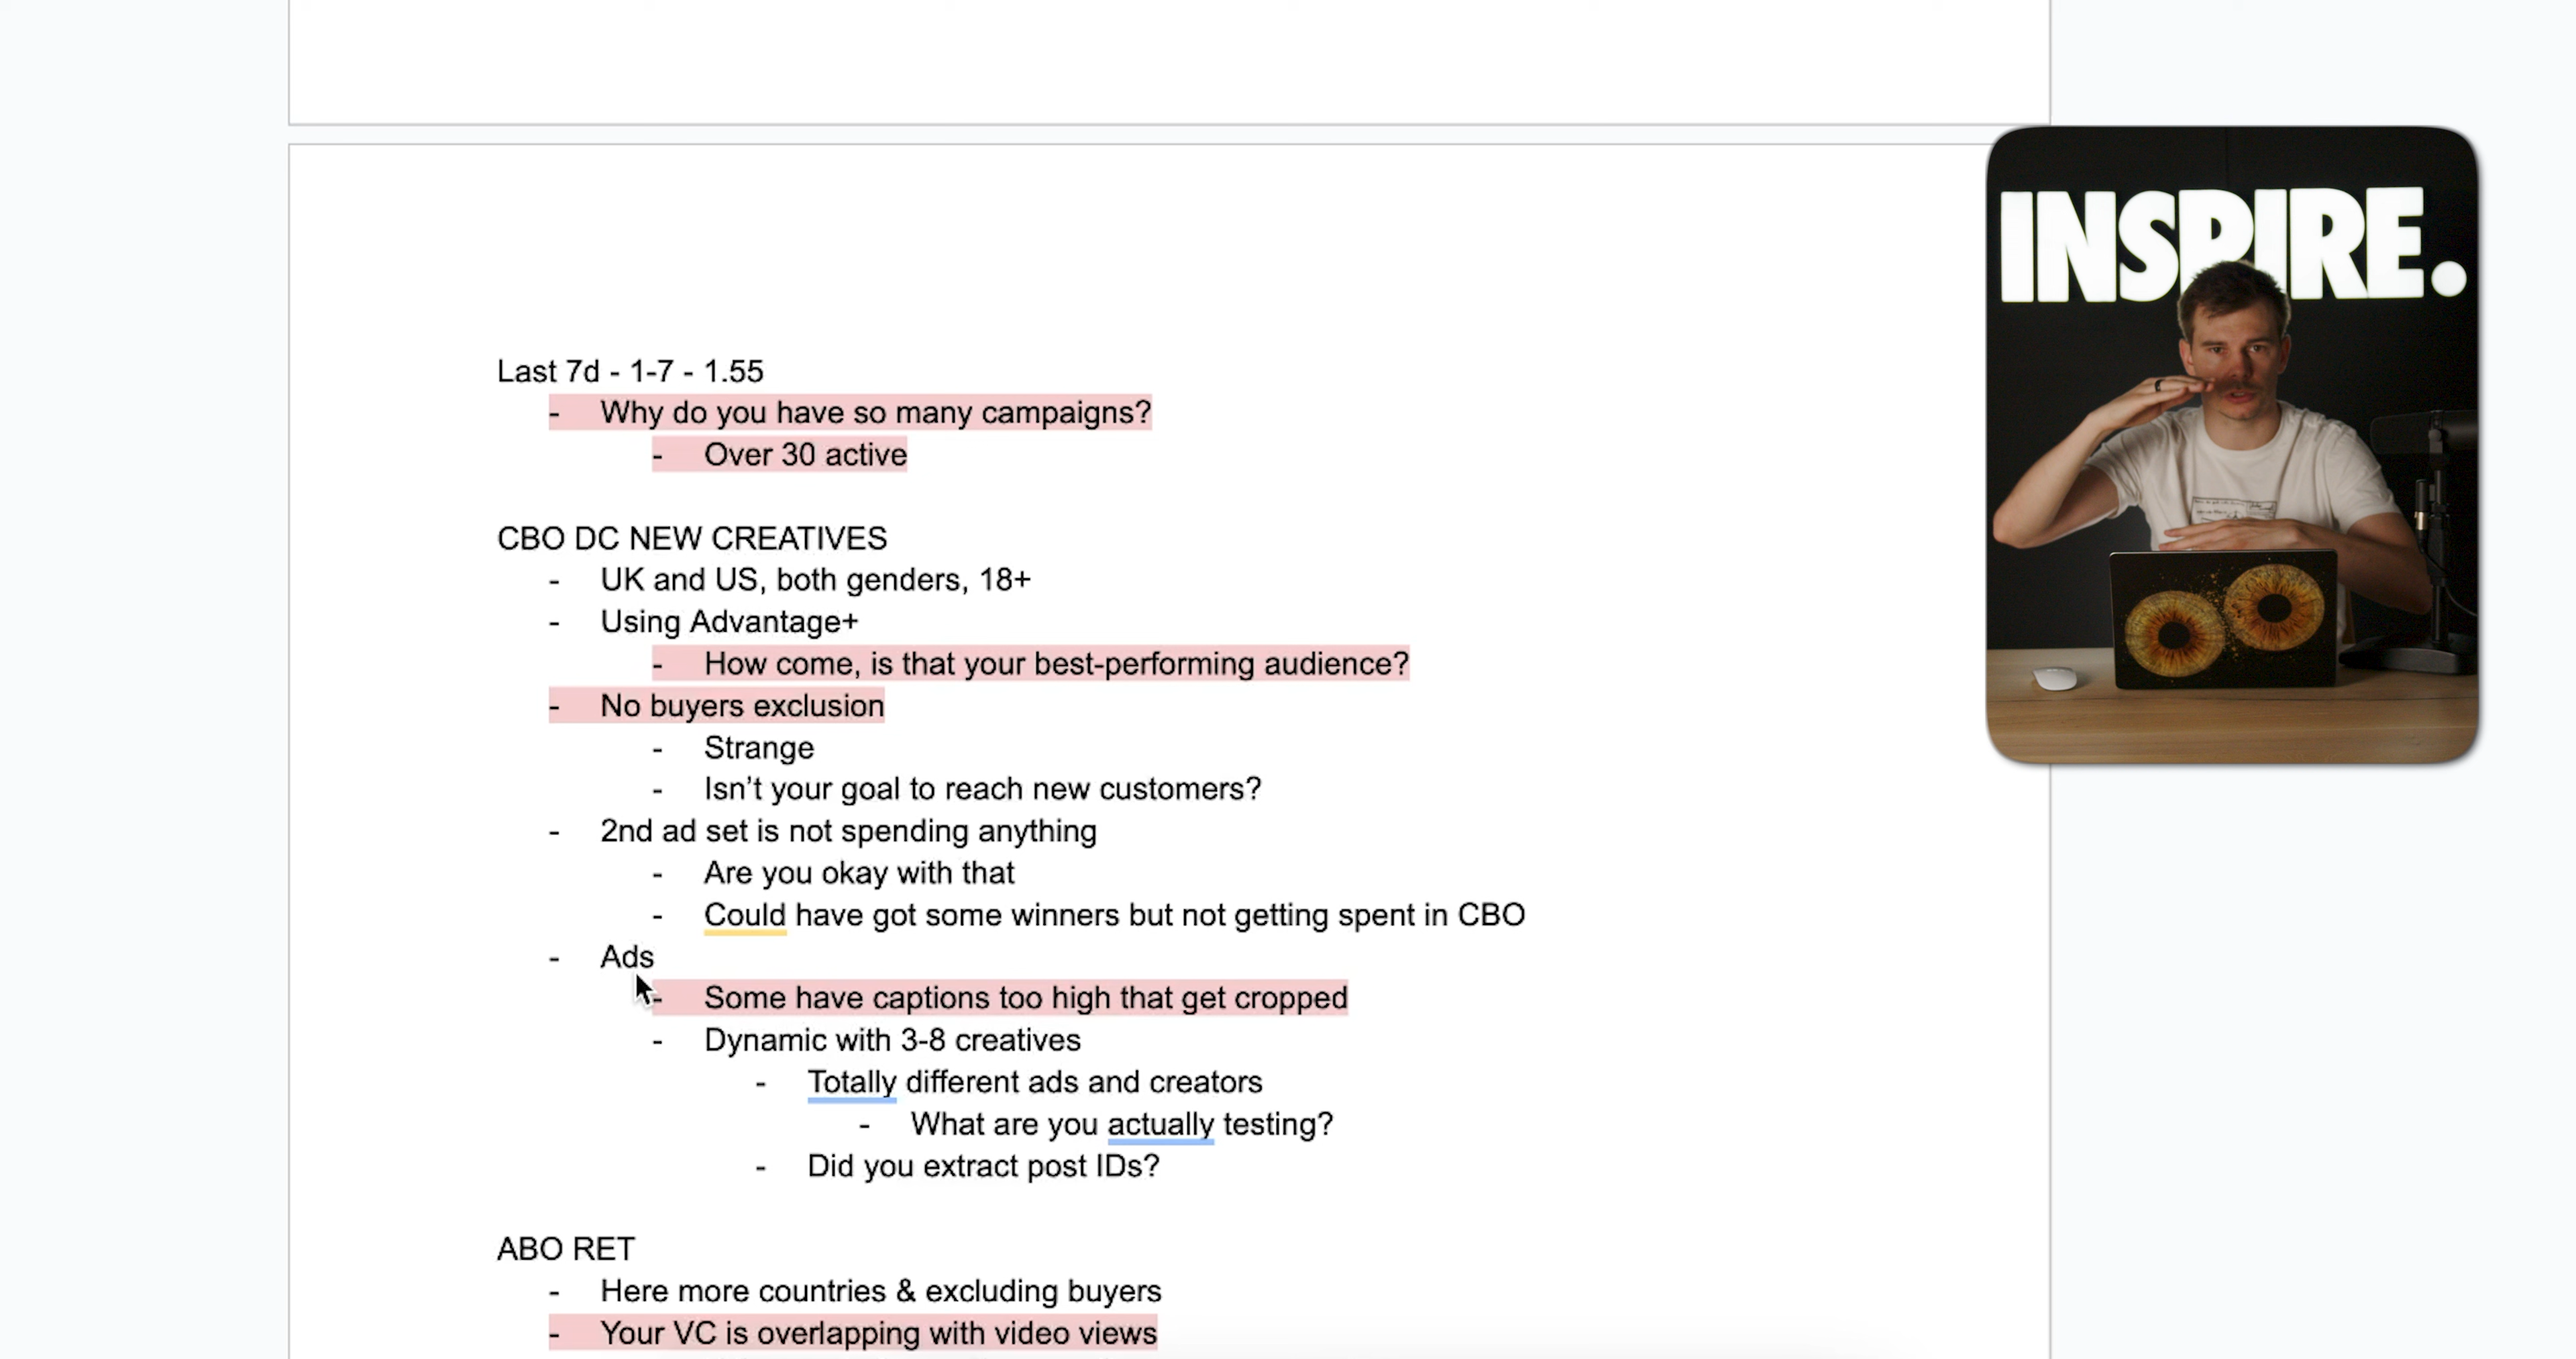 Last 7d - 1-7 - 1.55
- Why do you have so many campaigns?
- Over 30 active
CBO DC NEW CREATIVES
- UK and US, both genders, 18+
- Using Advantage+
- How come, is that your best-performing audience?
- No buyers exclusion
- Strange
- Isn't your goal to reach new customers?
- 2nd ad set is not spending anything
- Are you okay with that
- Could have got some winners but not getting spent in CBO
- Ads
- Some have captions too high that get cropped
- Dynamic with 3-8 creatives
- Totally different ads and creators
- What are you actually testing?
- Did you extract post IDs?
ABO RET
- Here more countries & excluding buyers
- Your VC is overlapping with video views
INSPIRE.